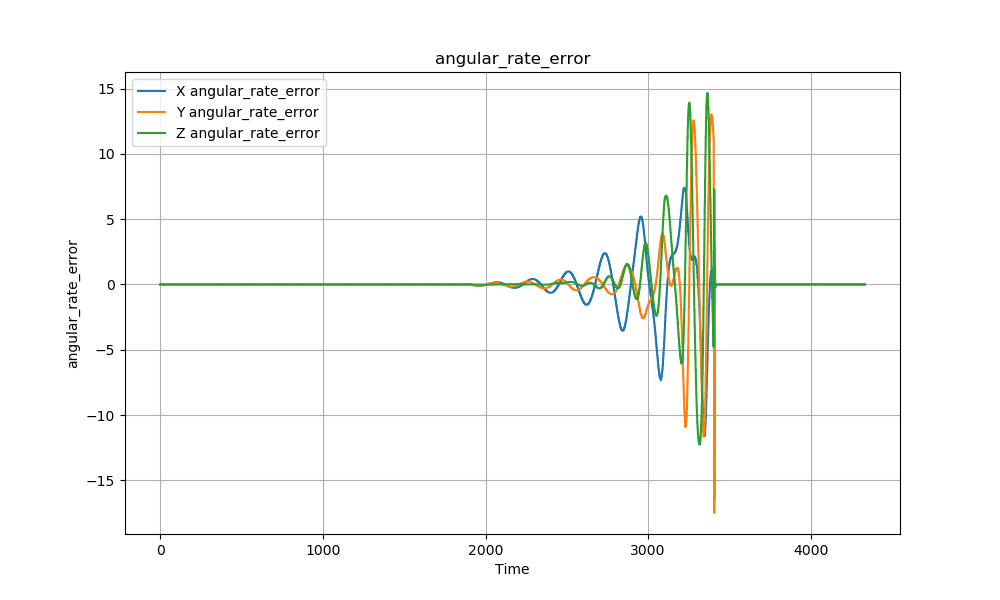 angular_rate_error
X angular_rate_error
Y angular_rate_error
Z angular_rate_error
15
10
5
0
−5
−10
−15
angular_rate_error
0 1000 2000 3000 4000
Time